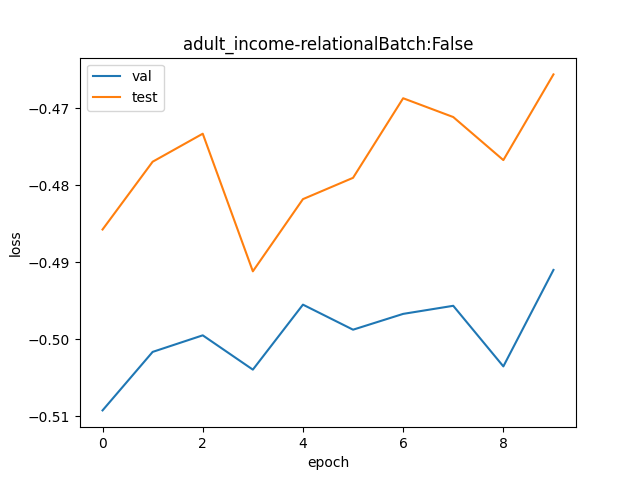 adult_income-relationalBatch:False
val
test
loss
−0.47
−0.48
−0.49
−0.50
−0.51
0 2 4 6 8
epoch